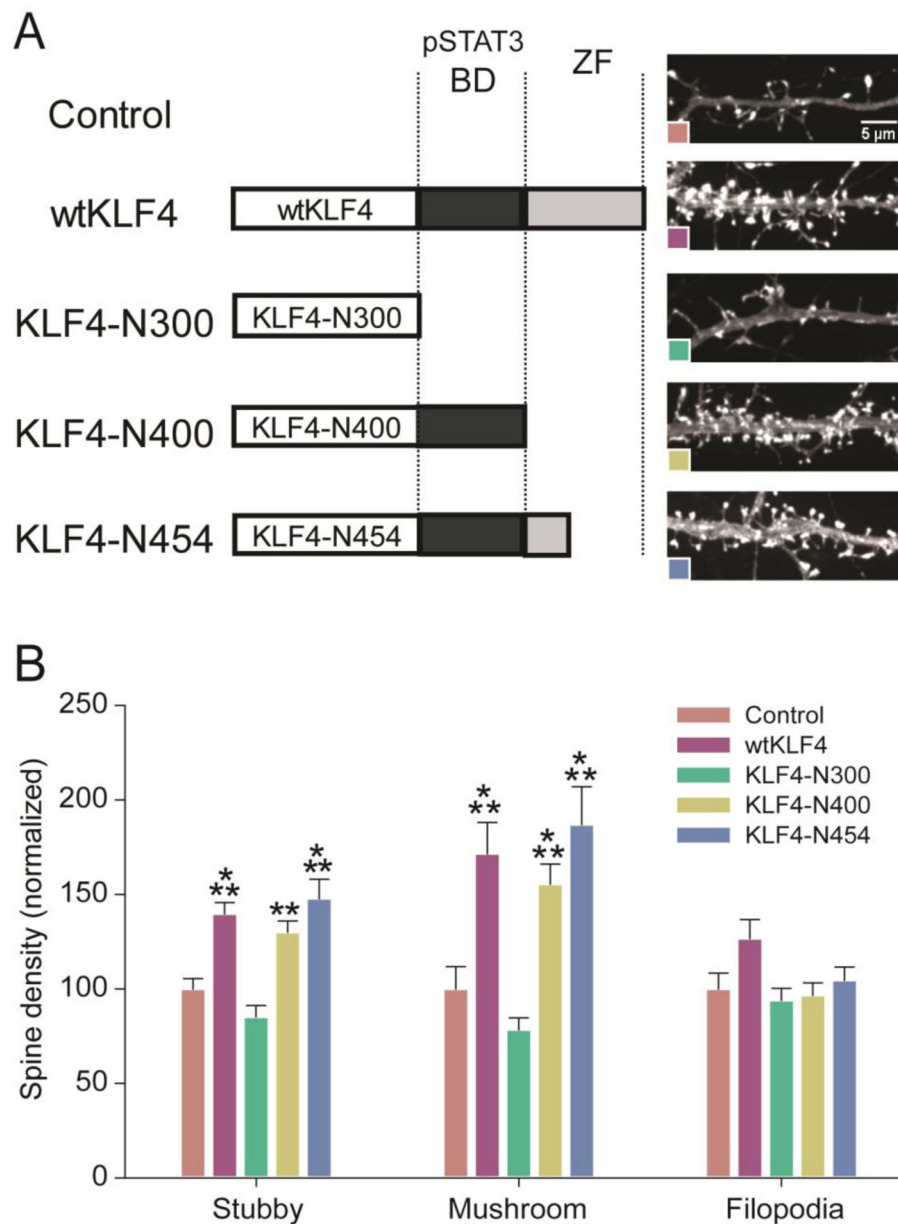 A
pSTAT3
BD
ZF
Control
5 μm
wtKLF4
wtKLF4
KLF4-N300
KLF4-N300
KLF4-N400
KLF4-N400
KLF4-N454
KLF4-N454
B
Spine density (normalized)
250
200
150
100
50
0
*
**
**
*
**
*
**
*
**
*
**
Control
wtKLF4
KLF4-N300
KLF4-N400
KLF4-N454
Stubby
Mushroom
Filopodia